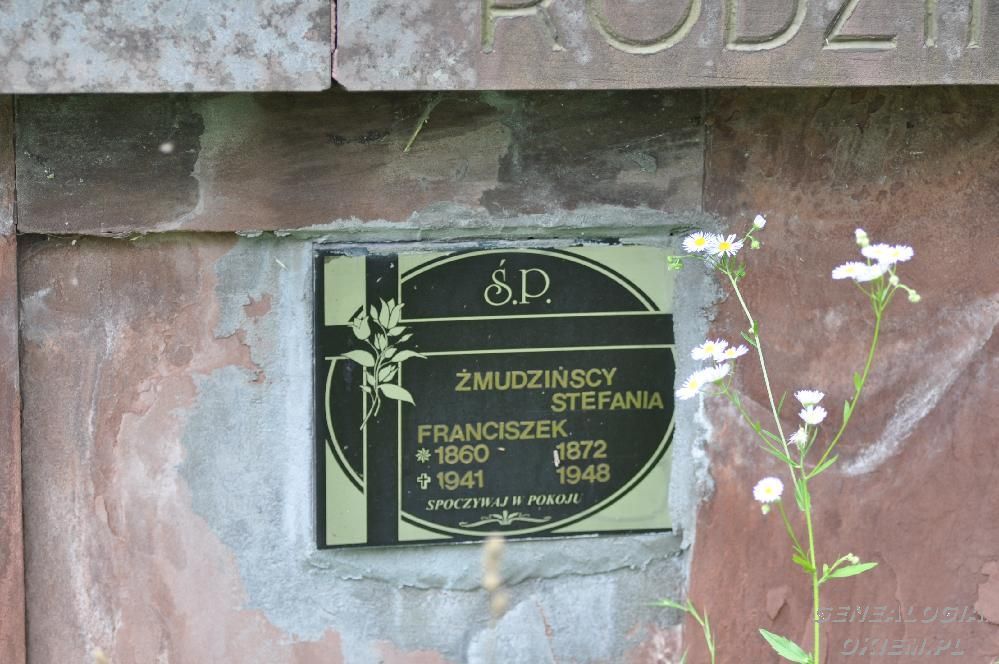 RODZI
Ś.P.
ŻMUDZIŃSCY
STEFANIA
FRANCISZEK
1860 1872
1941 1948
SPOCZYWAJ W POKOJU
GENEALOGIA
OKIEM.PL